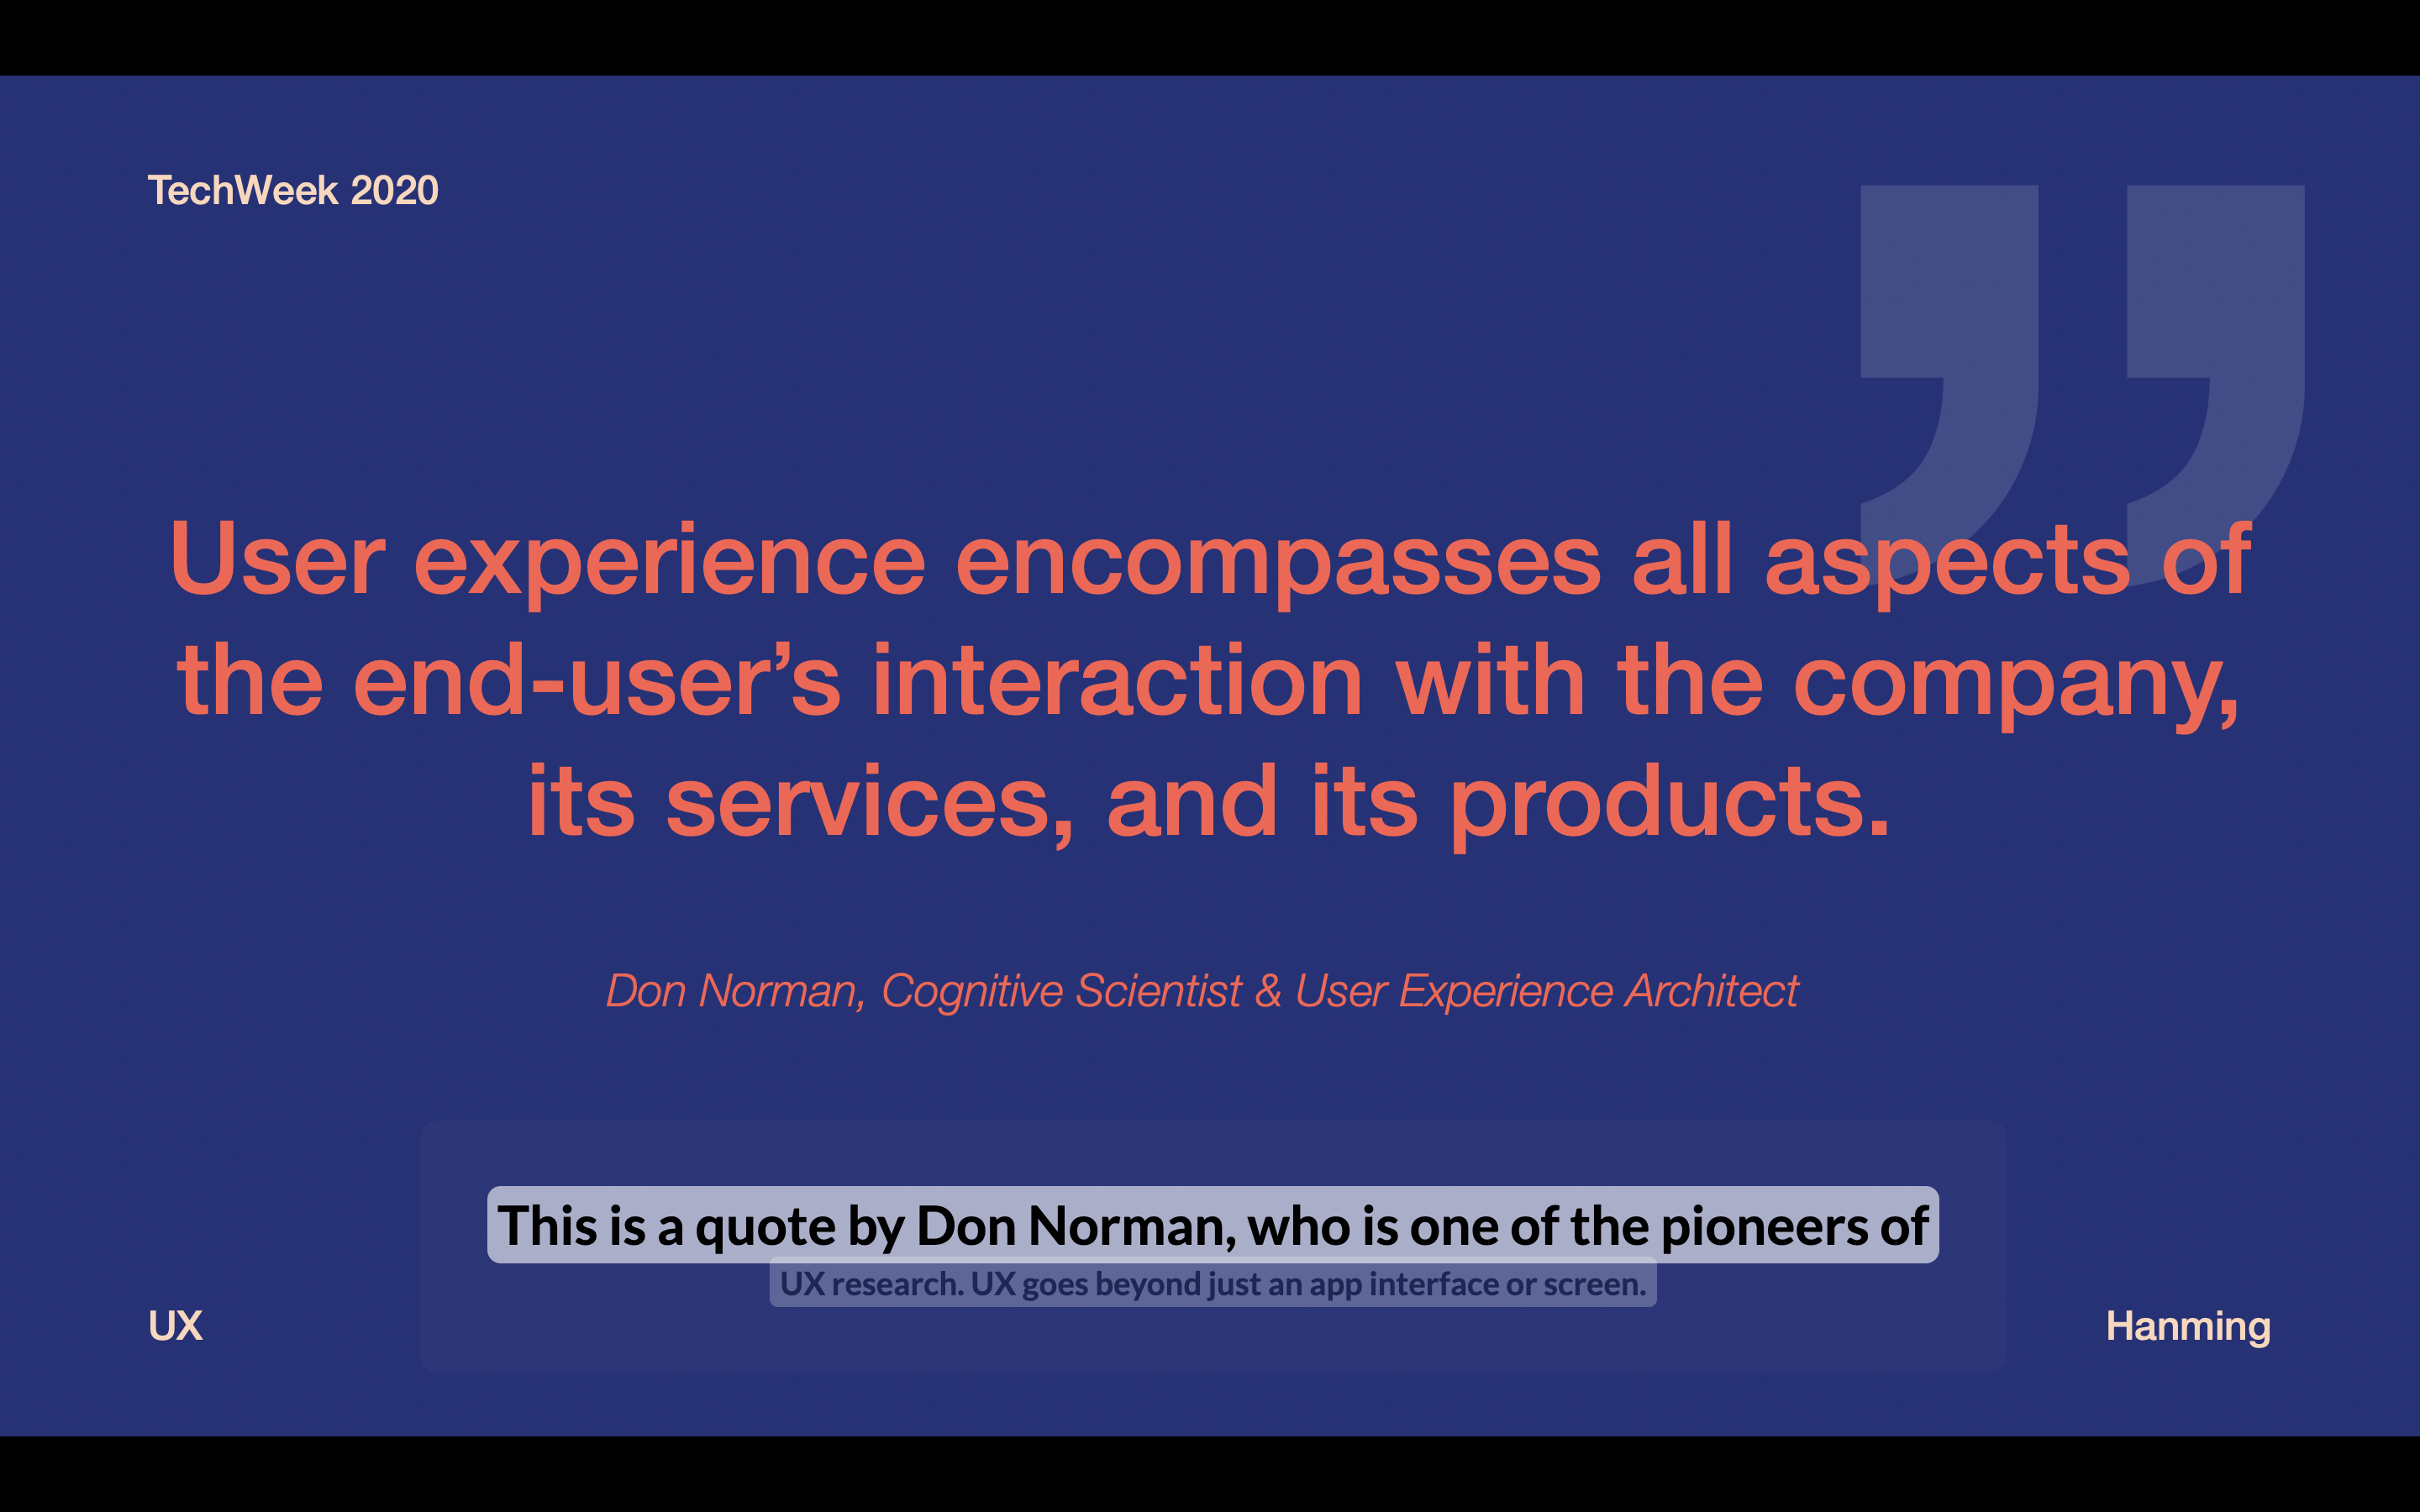 TechWeek 2020
User experience encompasses all aspects of
the end-user’s interaction with the company,
its services, and its products.
Don Norman, Cognitive Scientist & User Experience Architect
This is a quote by Don Norman, who is one of the pioneers of
UX research. UX goes beyond just an app interface or screen.
UX
Hanming